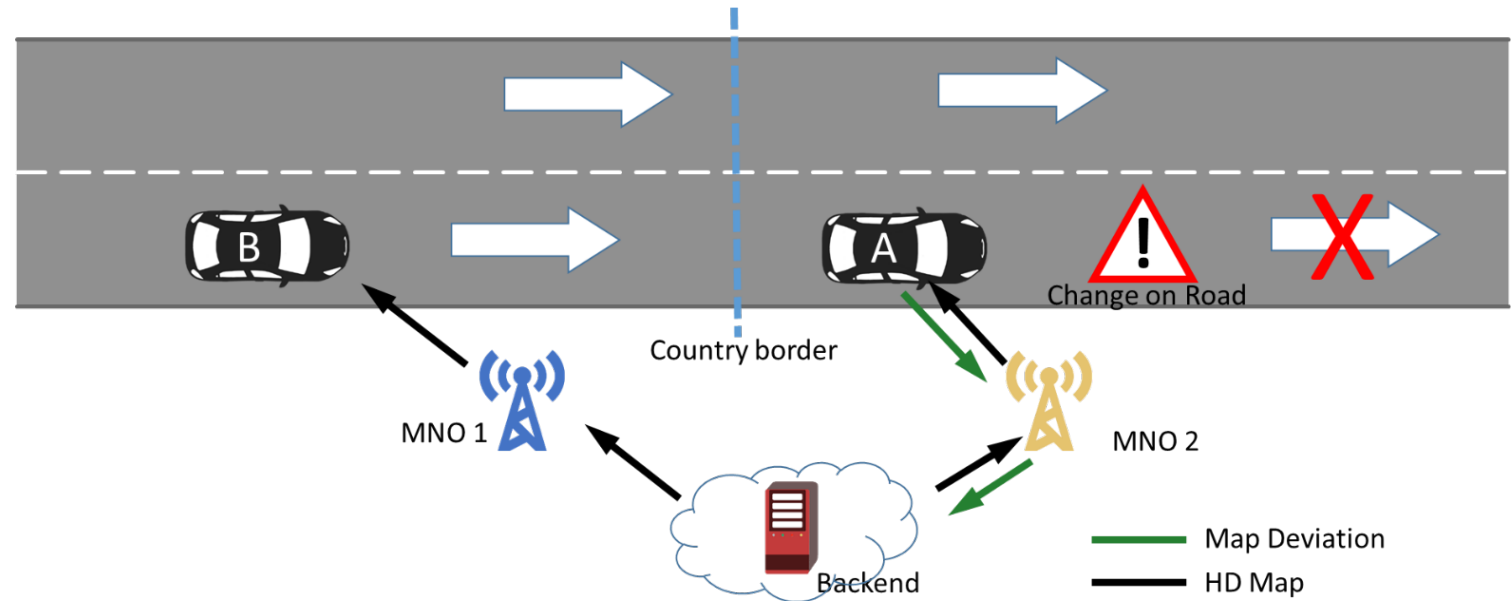 B
A
!
X
Change on Road
Country border
MNO 1
MNO 2
Backend
Map Deviation
HD Map